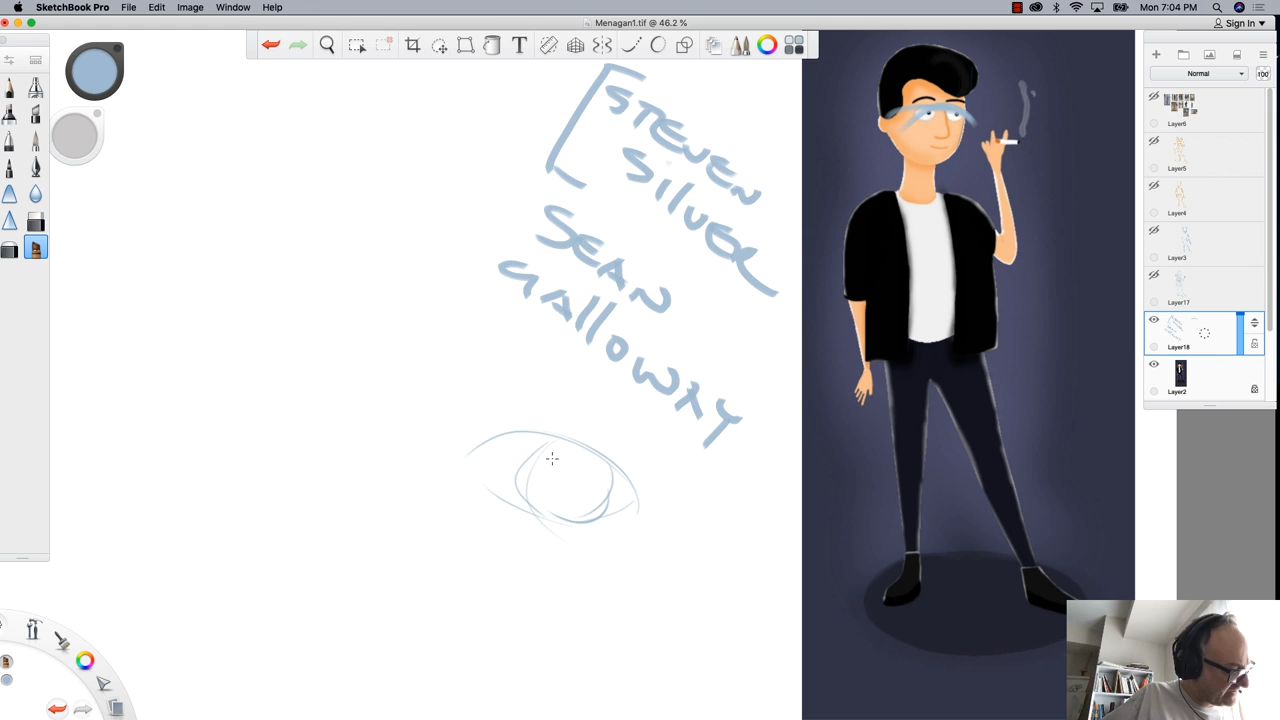 SketchBook Pro File Edit Image Window Help
Mon 7:04 PM
Menagan1.tif @ 46.2 %
Sign In
T
Normal
100
Layer6
Layer5
Layer4
Layer3
Layer17
Layer18
Layer2
STEVEN
SilVER
SEAN
GAlloWAY